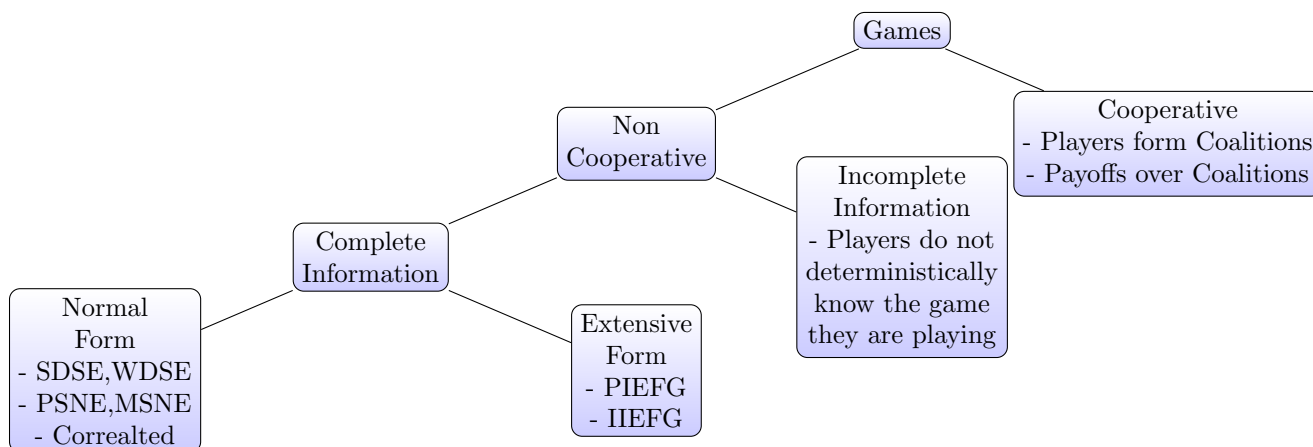 Games
Non
Cooperative
Cooperative
- Players form Coalitions
- Payoffs over Coalitions
Complete
Information
Incomplete
Information
- Players do not
deterministically
know the game
they are playing
Normal
Form
- SDSE,WDSE
- PSNE,MSNE
- Correalted
Extensive
Form
- PIEFG
- IIEFG